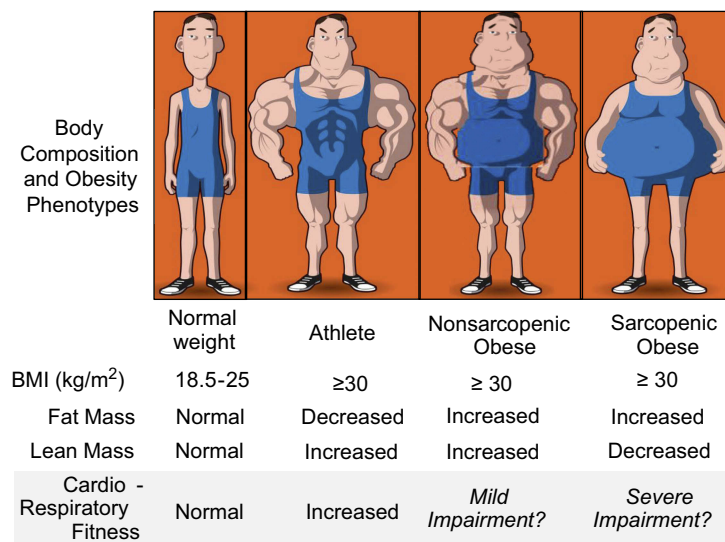 Body
Composition
and Obesity
Phenotypes
Normal
weight
Athlete
Nonsarcopenic
Obese
Sarcopenic
Obese
BMI (kg/m²) 18.5-25 ≥30 ≥ 30 ≥ 30
Fat Mass Normal Decreased Increased Increased
Lean Mass Normal Increased Increased Decreased
Cardio -
Respiratory
Fitness
Normal
Increased
Mild
Impairment?
Severe
Impairment?